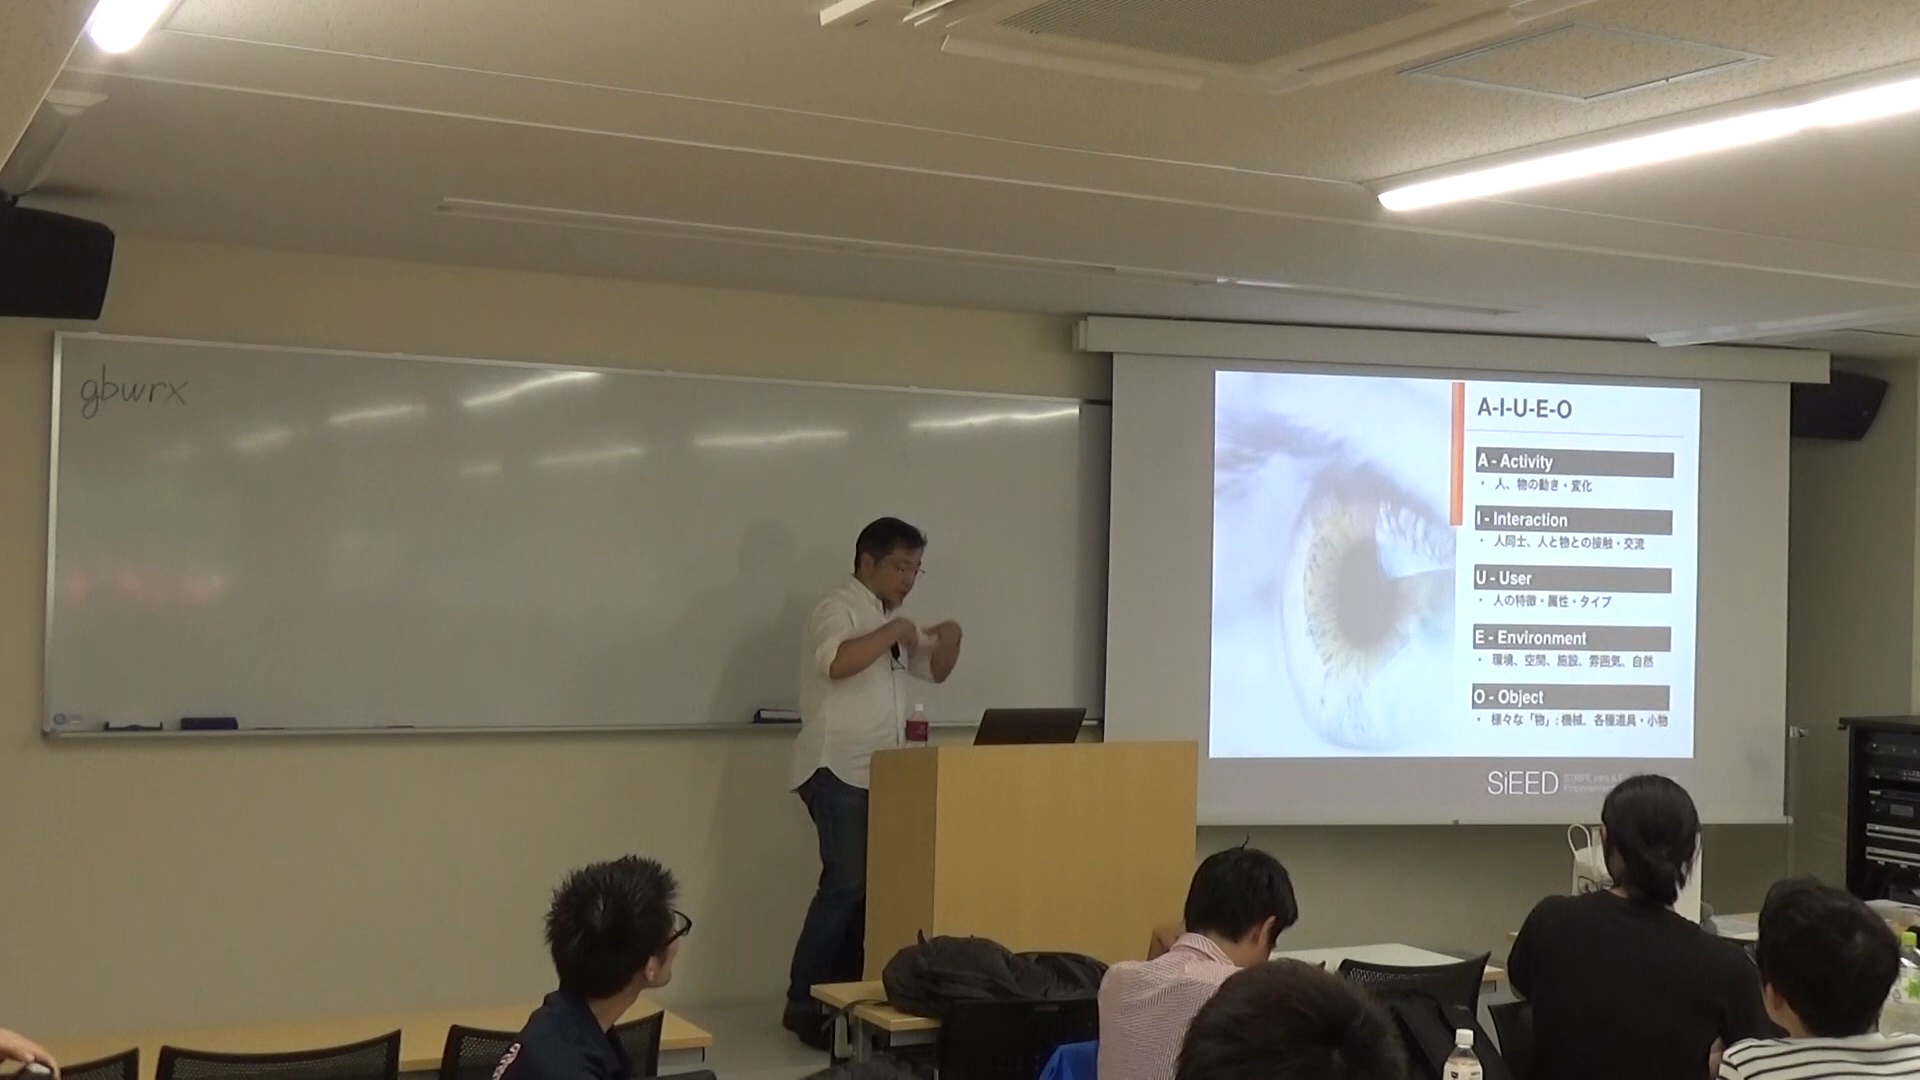 gbwrx
A-I-U-E-O
A - Activity
・ 人、物の動き・変化
I - Interaction
・ 人同士、人と物との接触・交流
U - User
・ 人の特徴・属性・タイプ
E - Environment
・ 環境、空間、施設、雰囲気、自然
O - Object
・ 様々な「物」: 機械、各種道具・小物
SiEED